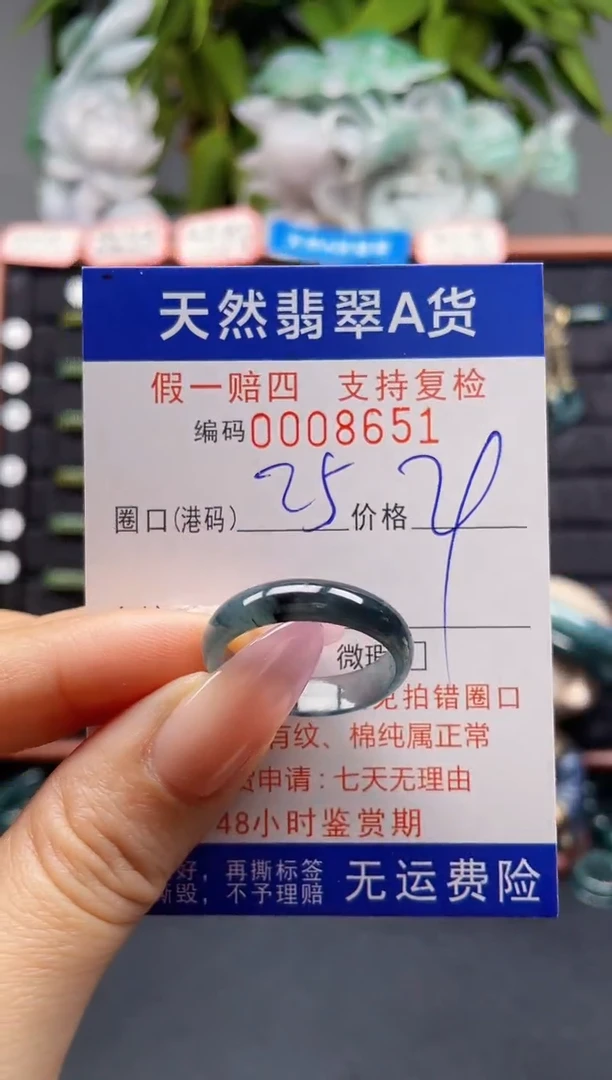 天然翡翠A货
假一赔四 支持复检
编码0008651
圈口(港码) 25 价格
微瑕
拍错圈口
有纹、棉纯属正常
申请：七天无理由
48小时鉴赏期
好，再撕标签
撕毁，不予理赔
无运费险